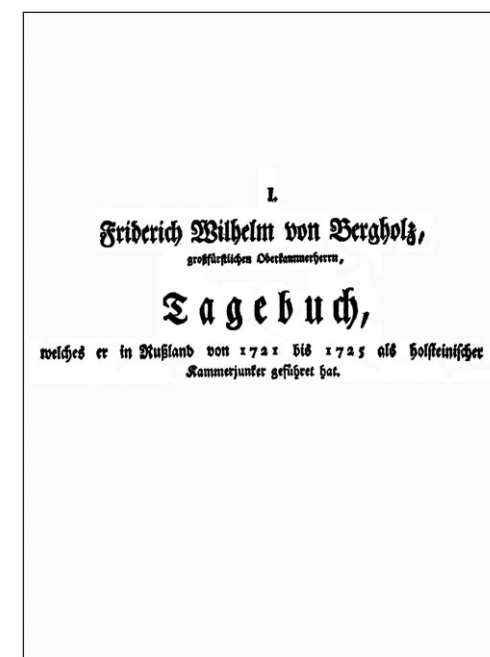 I.
Friderich Wilhelm von Bergholz,
großfürstlichen Oberkammerherrn,
Tagebuch,
welches er in Rußland von 1721 bis 1725 als holsteinischer
Kammerjunker geführet hat.